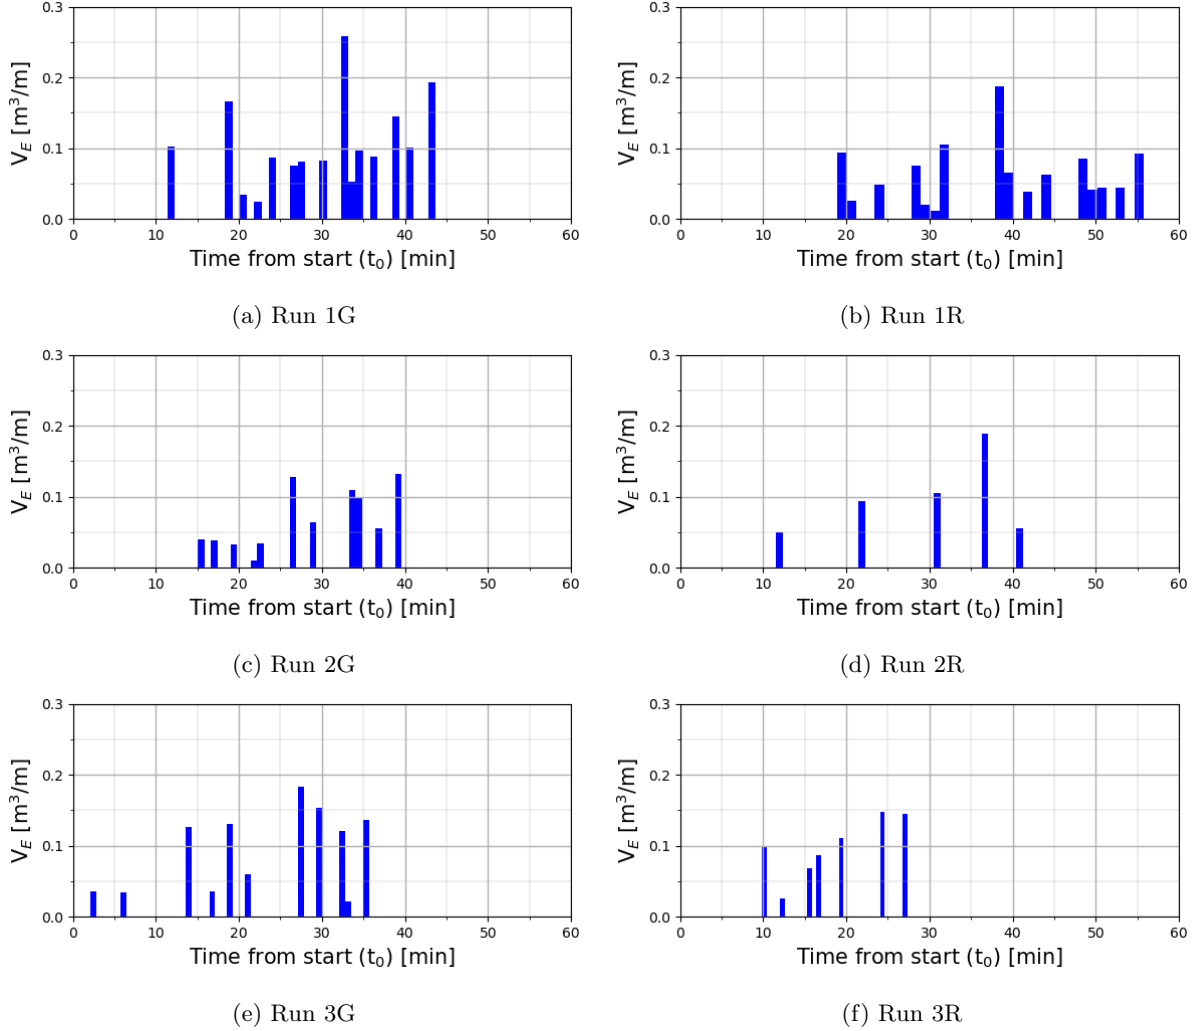 0.3
0.2
0.1
0.0
V_E [m³/m]
0 10 20 30 40 50 60
Time from start (t₀) [min]
(a) Run 1G
0.3
0.2
0.1
0.0
V_E [m³/m]
0 10 20 30 40 50 60
Time from start (t₀) [min]
(b) Run 1R
0.3
0.2
0.1
0.0
V_E [m³/m]
0 10 20 30 40 50 60
Time from start (t₀) [min]
(c) Run 2G
0.3
0.2
0.1
0.0
V_E [m³/m]
0 10 20 30 40 50 60
Time from start (t₀) [min]
(d) Run 2R
0.3
0.2
0.1
0.0
V_E [m³/m]
0 10 20 30 40 50 60
Time from start (t₀) [min]
(e) Run 3G
0.3
0.2
0.1
0.0
V_E [m³/m]
0 10 20 30 40 50 60
Time from start (t₀) [min]
(f) Run 3R